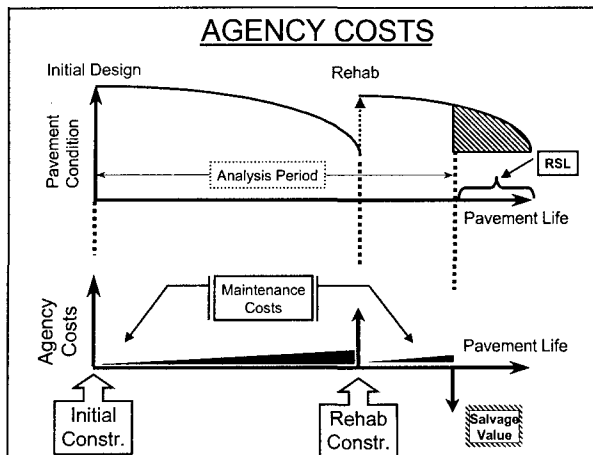 AGENCY COSTS
Initial Design
Rehab
Pavement
Condition
Analysis Period
RSL
Pavement Life
Agency
Costs
Maintenance
Costs
Pavement Life
Initial
Constr.
Rehab
Constr.
Salvage
Value